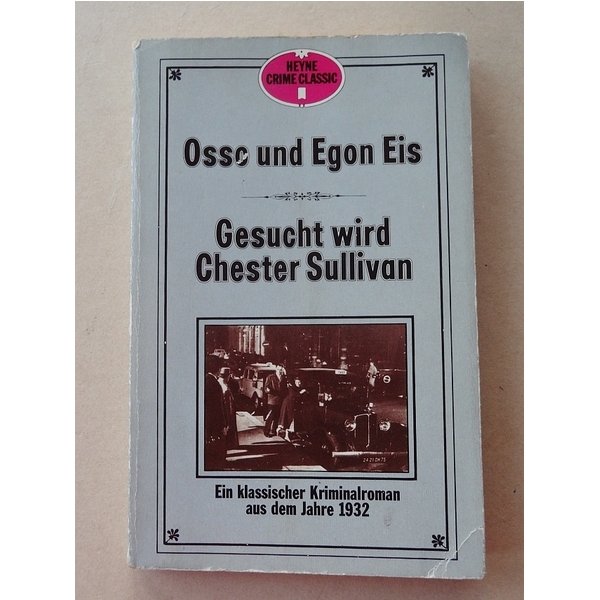 HEYNE
CRIME CLASSIC
Osso und Egon Eis
Gesucht wird
Chester Sullivan
Ein klassischer Kriminalroman
aus dem Jahre 1932